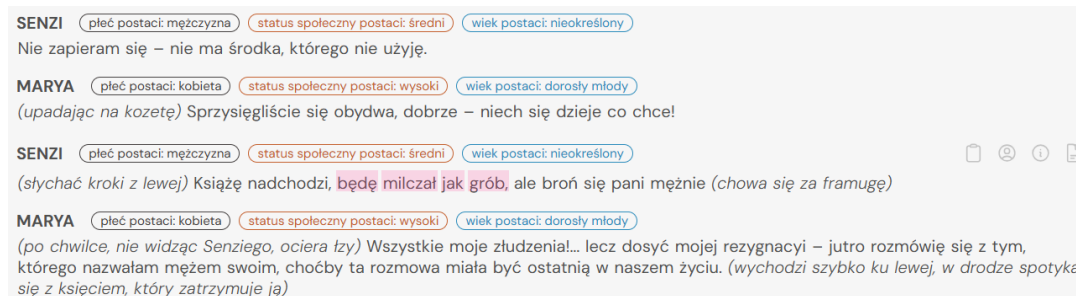 SENZI płeć postaci: mężczyzna status społeczny postaci: średni wiek postaci: nieokreślony
Nie zapieram się – nie ma środka, którego nie użyję.
MARYA płeć postaci: kobieta status społeczny postaci: wysoki wiek postaci: dorosły młody
(upadając na kozetę) Sprzysięgliście się obydwa, dobrze – niech się dzieje co chce!
SENZI płeć postaci: mężczyzna status społeczny postaci: średni wiek postaci: nieokreślony
(słychać kroki z lewej) Książę nadchodzi, będę milczał jak grób, ale broń się pani mężnie (chowa się za framugę)
MARYA płeć postaci: kobieta status społeczny postaci: wysoki wiek postaci: dorosły młody
(po chwilce, nie widząc Senziego, ociera łzy) Wszystkie moje złudzenia!... lecz dosyć mojej rezygnacyi – jutro rozmówię się z tym,
którego nazwałam mężem swoim, choćby ta rozmowa miała być ostatnią w naszem życiu. (wychodzi szybko ku lewej, w drodze spotyka
się z księciem, który zatrzymuje ją)